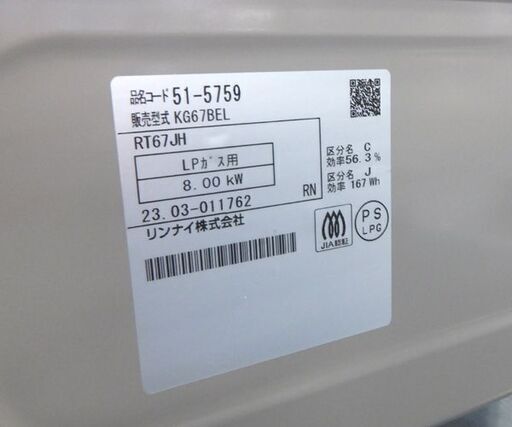 品名コード 51-5759
販売型式 KG67BEL
RT67JH
LPガス用
8.00 kW
RN
23.03-011762
リンナイ株式会社
区分名 C
効率56.3 %
区分名 J
効率 167 Wh
JIA認証
PS
LPG